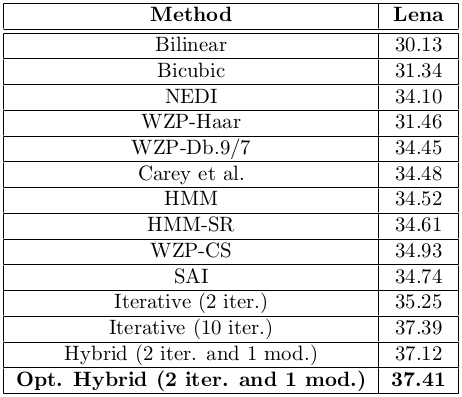 Method Lena
Bilinear 30.13
Bicubic 31.34
NEDI 34.10
WZP-Haar 31.46
WZP-Db.9/7 34.45
Carey et al. 34.48
HMM 34.52
HMM-SR 34.61
WZP-CS 34.93
SAI 34.74
Iterative (2 iter.) 35.25
Iterative (10 iter.) 37.39
Hybrid (2 iter. and 1 mod.) 37.12
Opt. Hybrid (2 iter. and 1 mod.) 37.41